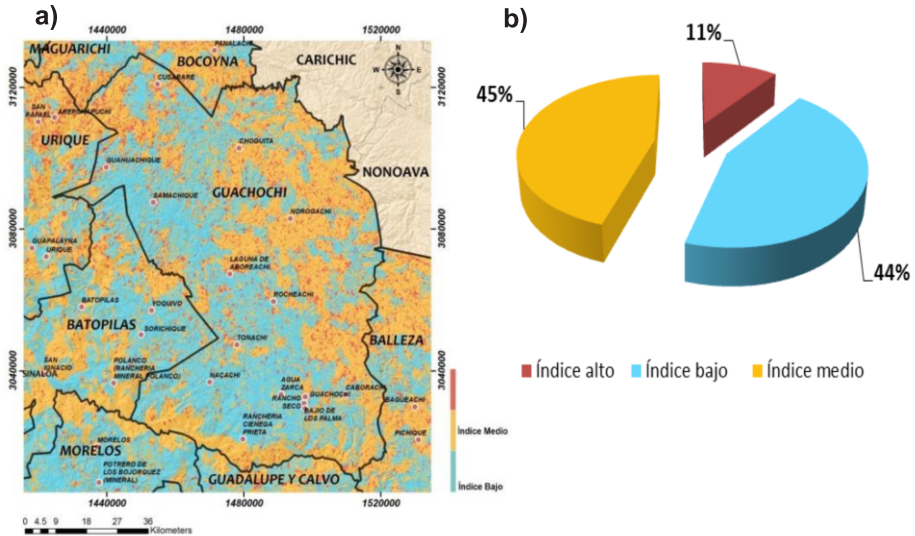 a)
1440000
1480000
1520000
3120000
3080000
3040000
MAGUARICHI
PANALACHI
BOCOYNA
CARICHIC
N
W
E
S
CUSARARE
SAN
RAFAEL
URIQUE
CHOGUITA
GUAHUACHIQUE
NONOAVA
SAMACHIQUE
GUACHOCHI
NOROGACHI
GUAPALAYNA
URIQUE
LAGUNA DE
ABOREACHI
ROCHEACHI
BATOPILAS
YOQUIVO
BATOPILAS
SORICHIQUE
TONACHI
BALLEZA
SAN
IGNACIO
SINALOA
POLANCO
(RANCHERIA
MINERAL POLANCO)
NACACHI
AGUA
ZARCA
GUACHOCHI
CABORACHI
RANCHO
SECO
BAJIO DE
LOS PALMA
BAQUEACHI
RANCHERIA
CIENEGA
PRIETA
PICHIQUE
MORELOS
MORELOS
POTRERO DE
LOS BOJORQUEZ
(MINERAL)
GUADALUPE Y CALVO
3120000
3080000
3040000
Índice Medio
Índice Bajo
1440000
1480000
1520000
0 4.5 9 18 27 36
Kilometers
b)
11%
45%
44%
Índice alto
Índice bajo
Índice medio